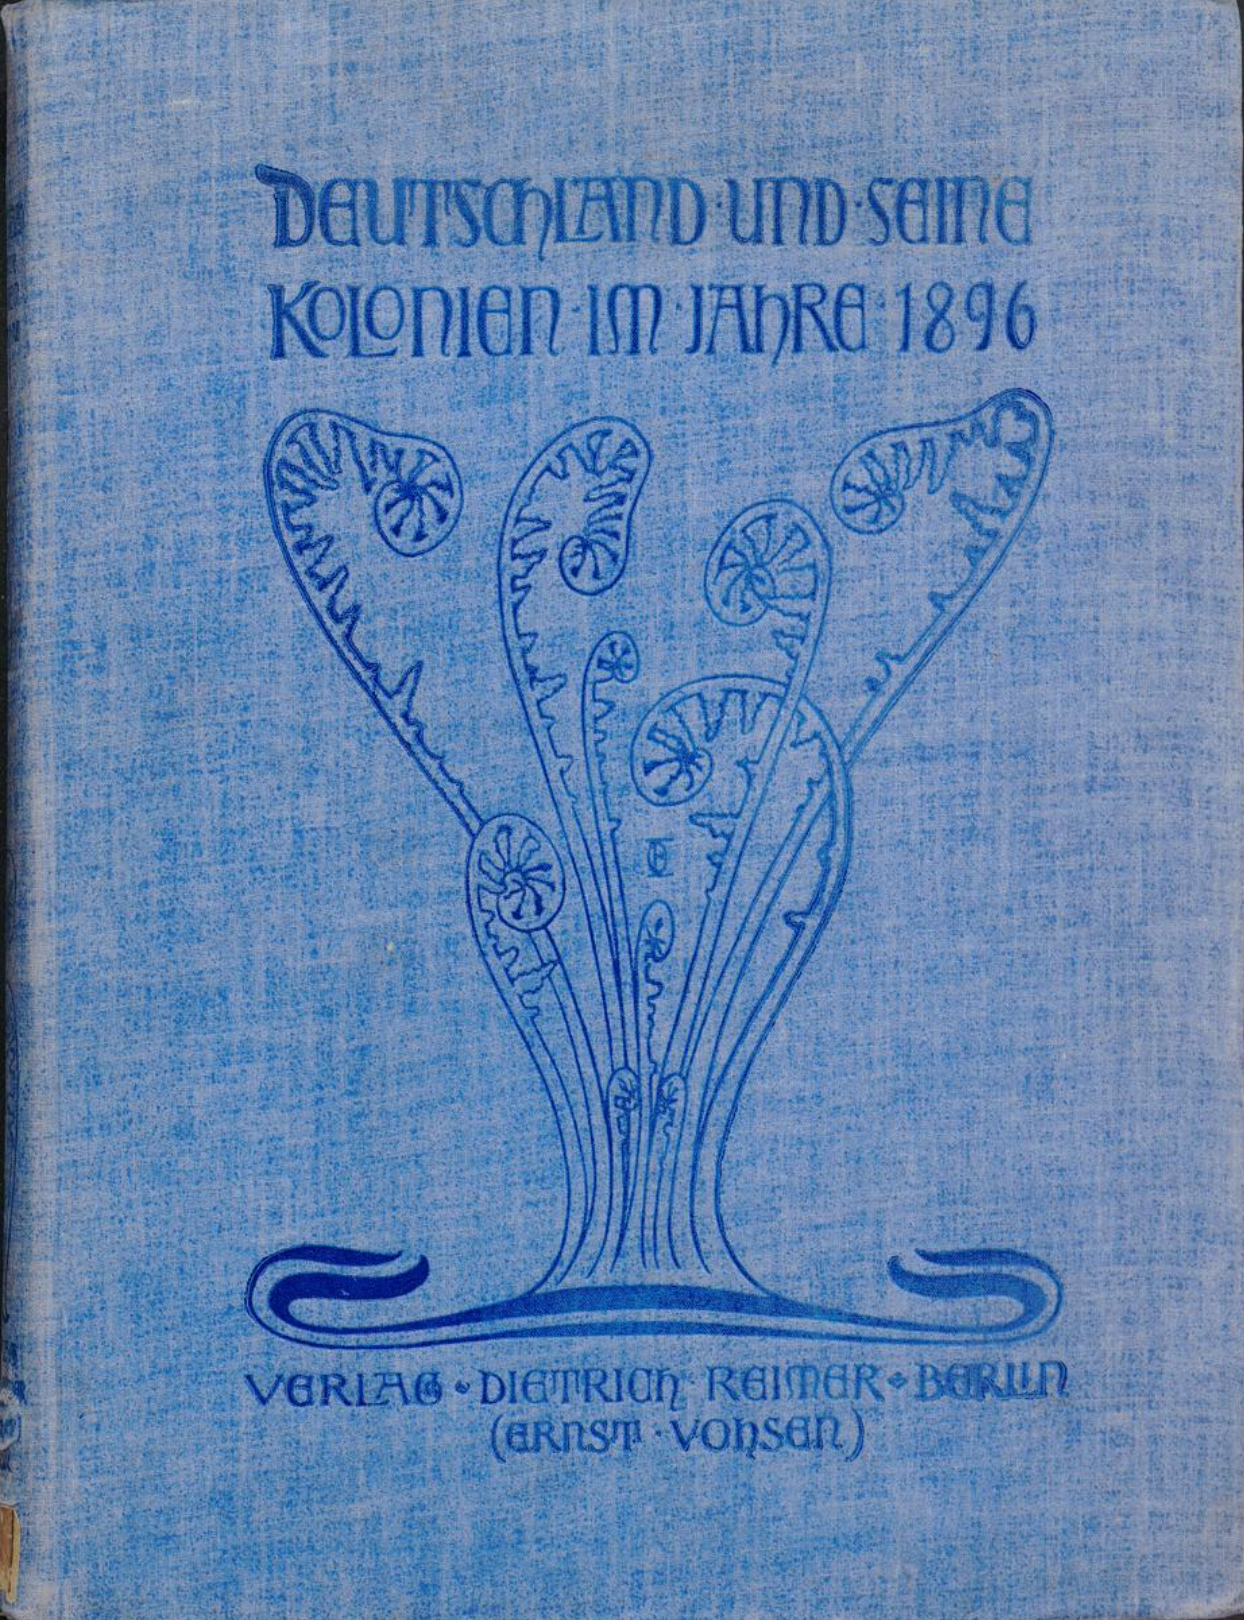 DEUTSCHLAND·UND·SEINE
KOLONIEN·IM·JAHRE·1896
VERLAG·DIETRICH REIMER·BERLIN
(ERNST·VOHSEN)